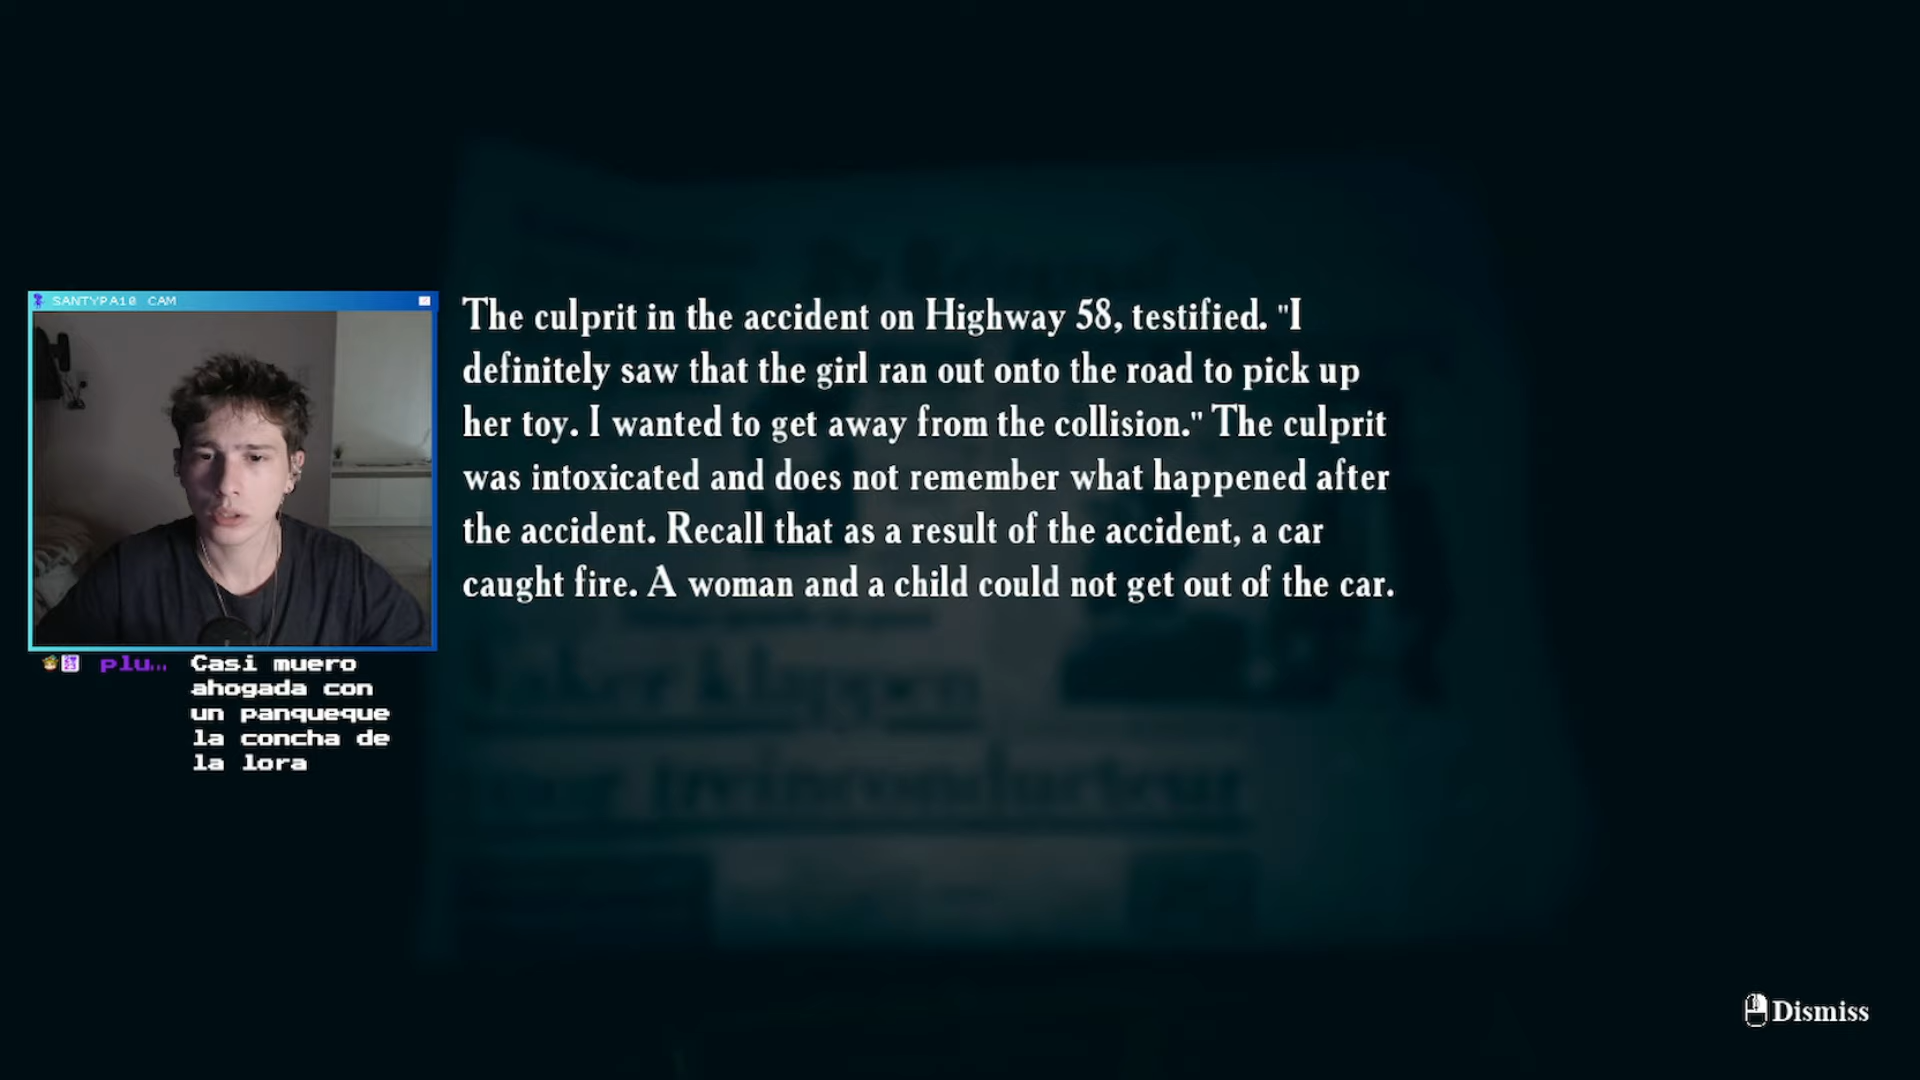 SANTYPA10 CAM
The culprit in the accident on Highway 58, testified. "I
definitely saw that the girl ran out onto the road to pick up
her toy. I wanted to get away from the collision." The culprit
was intoxicated and does not remember what happened after
the accident. Recall that as a result of the accident, a car
caught fire. A woman and a child could not get out of the car.
plu... Casi muero
ahogada con
un panqueque
la concha de
la lora
Dismiss